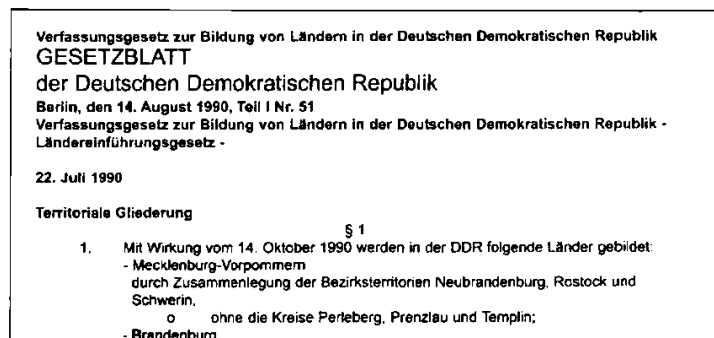 Verfassungsgesetz zur Bildung von Ländern in der Deutschen Demokratischen Republik
GESETZBLATT
der Deutschen Demokratischen Republik
Berlin, den 14. August 1990, Teil I Nr. 51
Verfassungsgesetz zur Bildung von Ländern in der Deutschen Demokratischen Republik -
Ländereinführungsgesetz -
22. Juli 1990
Territoriale Gliederung
§ 1
1. Mit Wirkung vom 14. Oktober 1990 werden in der DDR folgende Länder gebildet:
- Mecklenburg-Vorpommern
durch Zusammenlegung der Bezirksterritorien Neubrandenburg, Rostock und
Schwerin,
o ohne die Kreise Perleberg, Prenzlau und Templin;
- Brandenburg